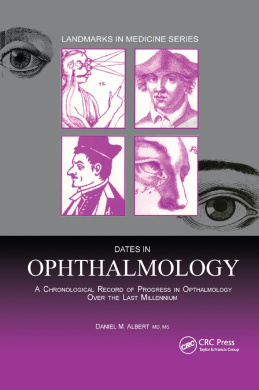 LANDMARKS IN MEDICINE SERIES
DATES IN
OPHTHALMOLOGY
A CHRONOLOGICAL RECORD OF PROGRESS IN OPTHALMOLOGY
OVER THE LAST MILLENNIUM
DANIEL M. ALBERT MD, MS
CRC Press
Taylor & Francis Group